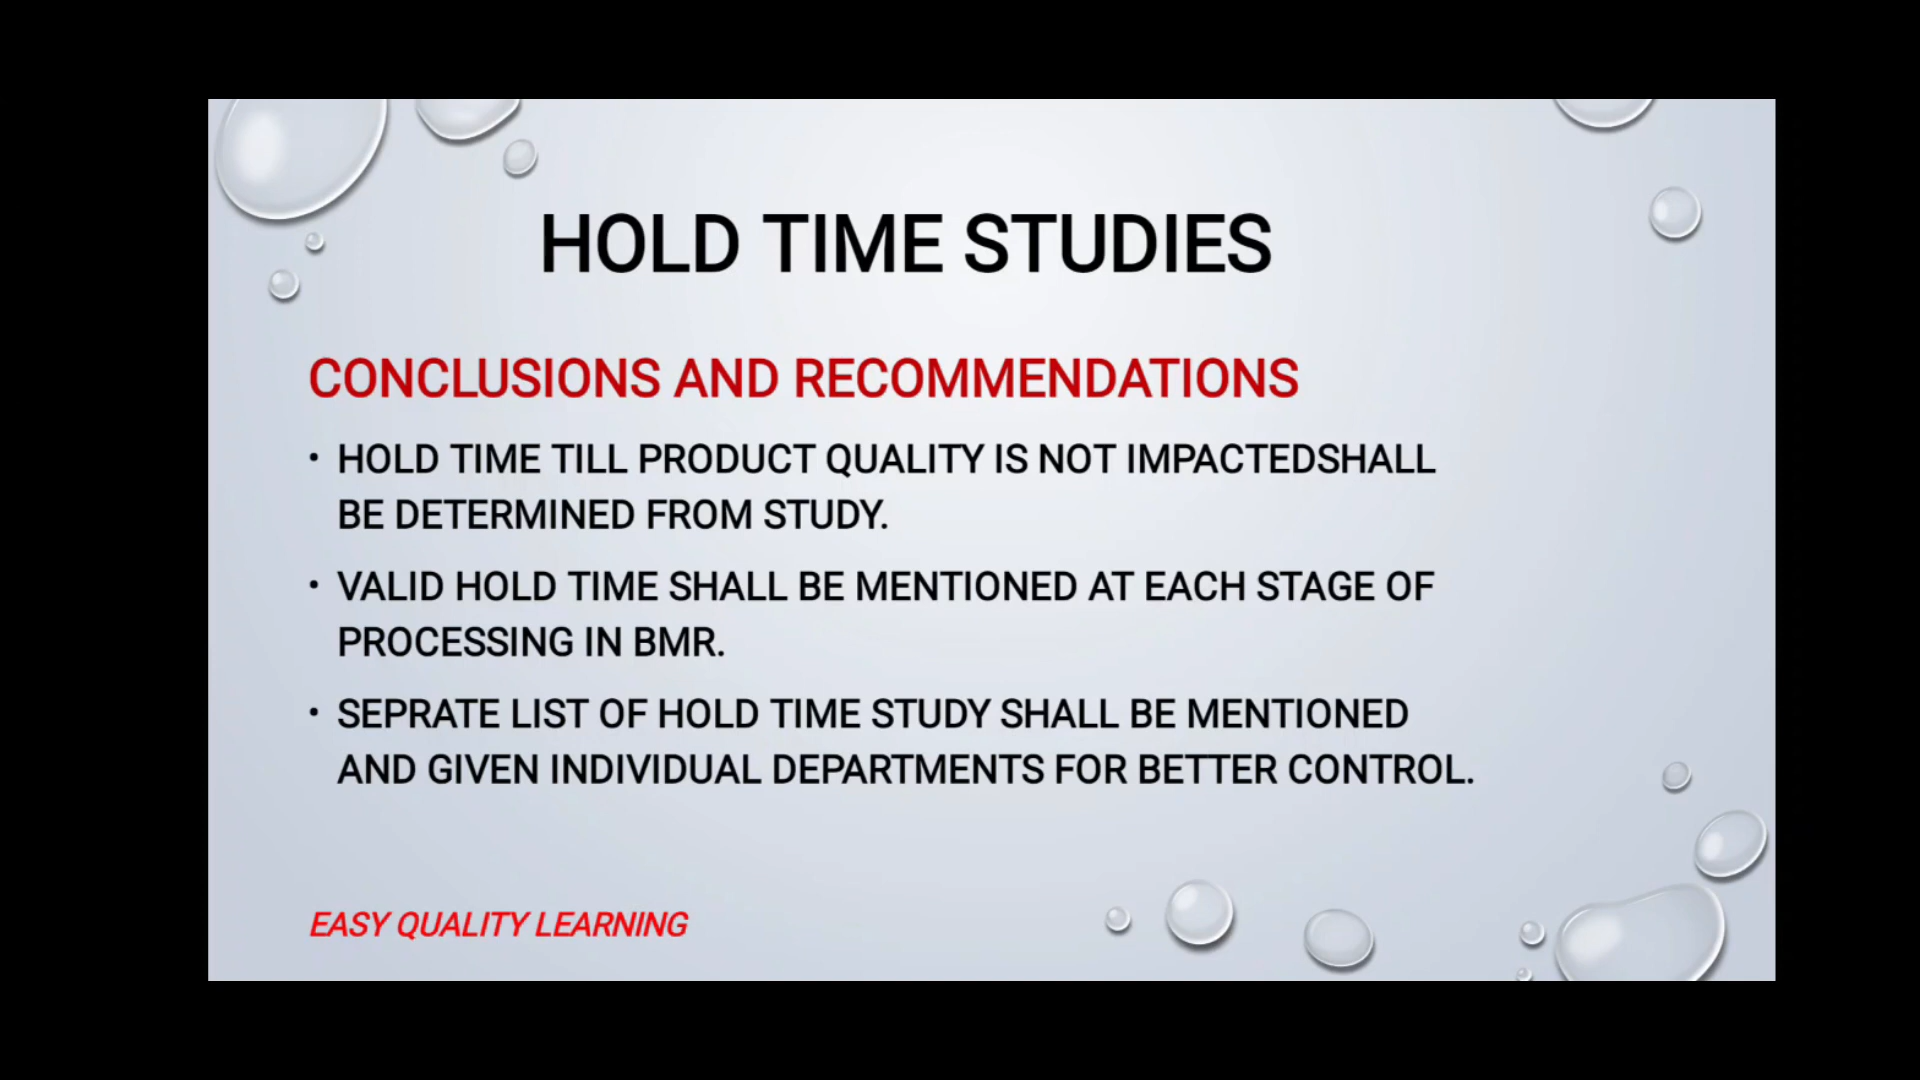 HOLD TIME STUDIES
CONCLUSIONS AND RECOMMENDATIONS
• HOLD TIME TILL PRODUCT QUALITY IS NOT IMPACTEDSHALL
BE DETERMINED FROM STUDY.
• VALID HOLD TIME SHALL BE MENTIONED AT EACH STAGE OF
PROCESSING IN BMR.
• SEPRATE LIST OF HOLD TIME STUDY SHALL BE MENTIONED
AND GIVEN INDIVIDUAL DEPARTMENTS FOR BETTER CONTROL.
EASY QUALITY LEARNING